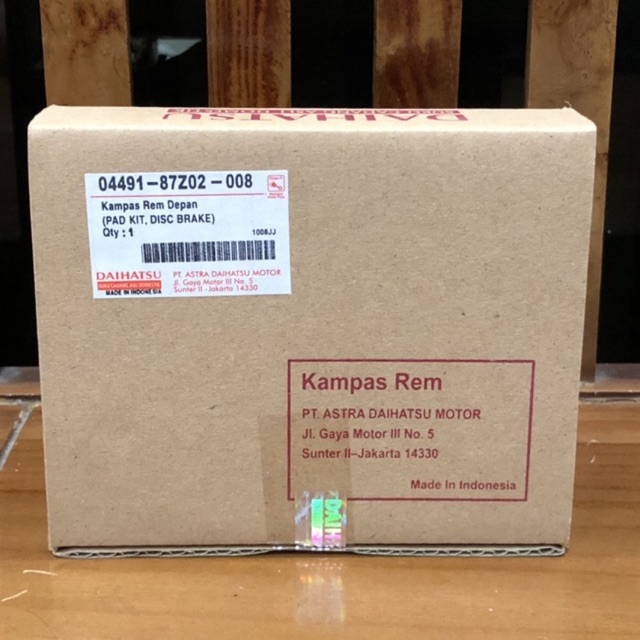 DAIHATSU
04491-87Z02-008
Kampas Rem Depan
(PAD KIT, DISC BRAKE)
Qty : 1
1008JJ
DAIHATSU
MADE IN INDONESIA
PT. ASTRA DAIHATSU MOTOR
Jl. Gaya Motor III No. 5
Sunter II -Jakarta 14330
Kampas Rem
PT. ASTRA DAIHATSU MOTOR
Jl. Gaya Motor III No. 5
Sunter II–Jakarta 14330
Made In Indonesia
DAIH